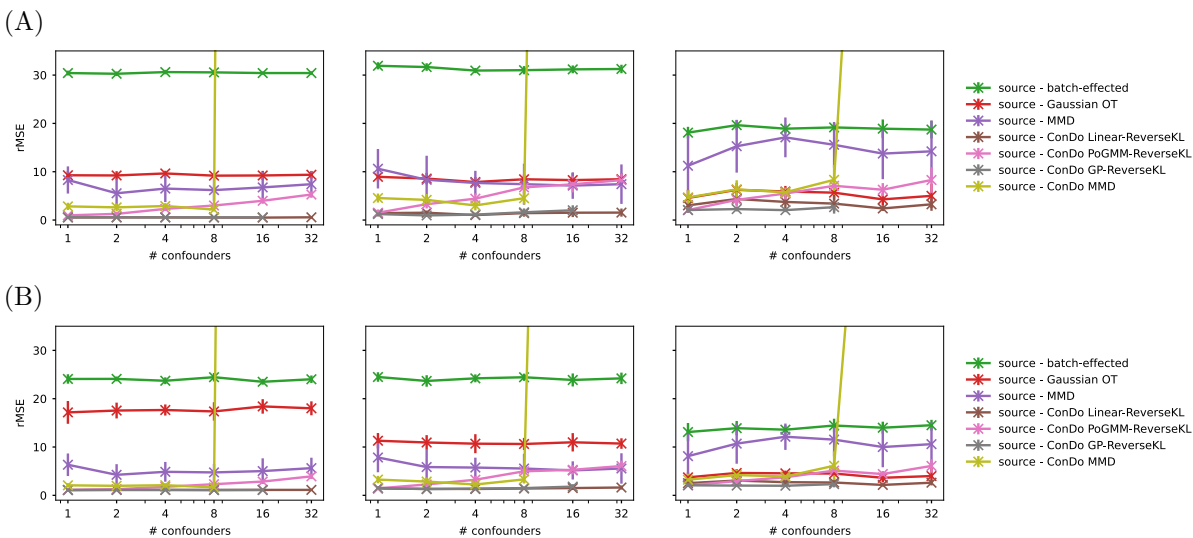 (A)
30
20
10
0
rMSE
1 2 4 8 16 32
# confounders
1 2 4 8 16 32
# confounders
1 2 4 8 16 32
# confounders
source - batch-effected
source - Gaussian OT
source - MMD
source - ConDo Linear-ReverseKL
source - ConDo PoGMM-ReverseKL
source - ConDo GP-ReverseKL
source - ConDo MMD
(B)
30
20
10
0
rMSE
1 2 4 8 16 32
# confounders
1 2 4 8 16 32
# confounders
1 2 4 8 16 32
# confounders
source - batch-effected
source - Gaussian OT
source - MMD
source - ConDo Linear-ReverseKL
source - ConDo PoGMM-ReverseKL
source - ConDo GP-ReverseKL
source - ConDo MMD